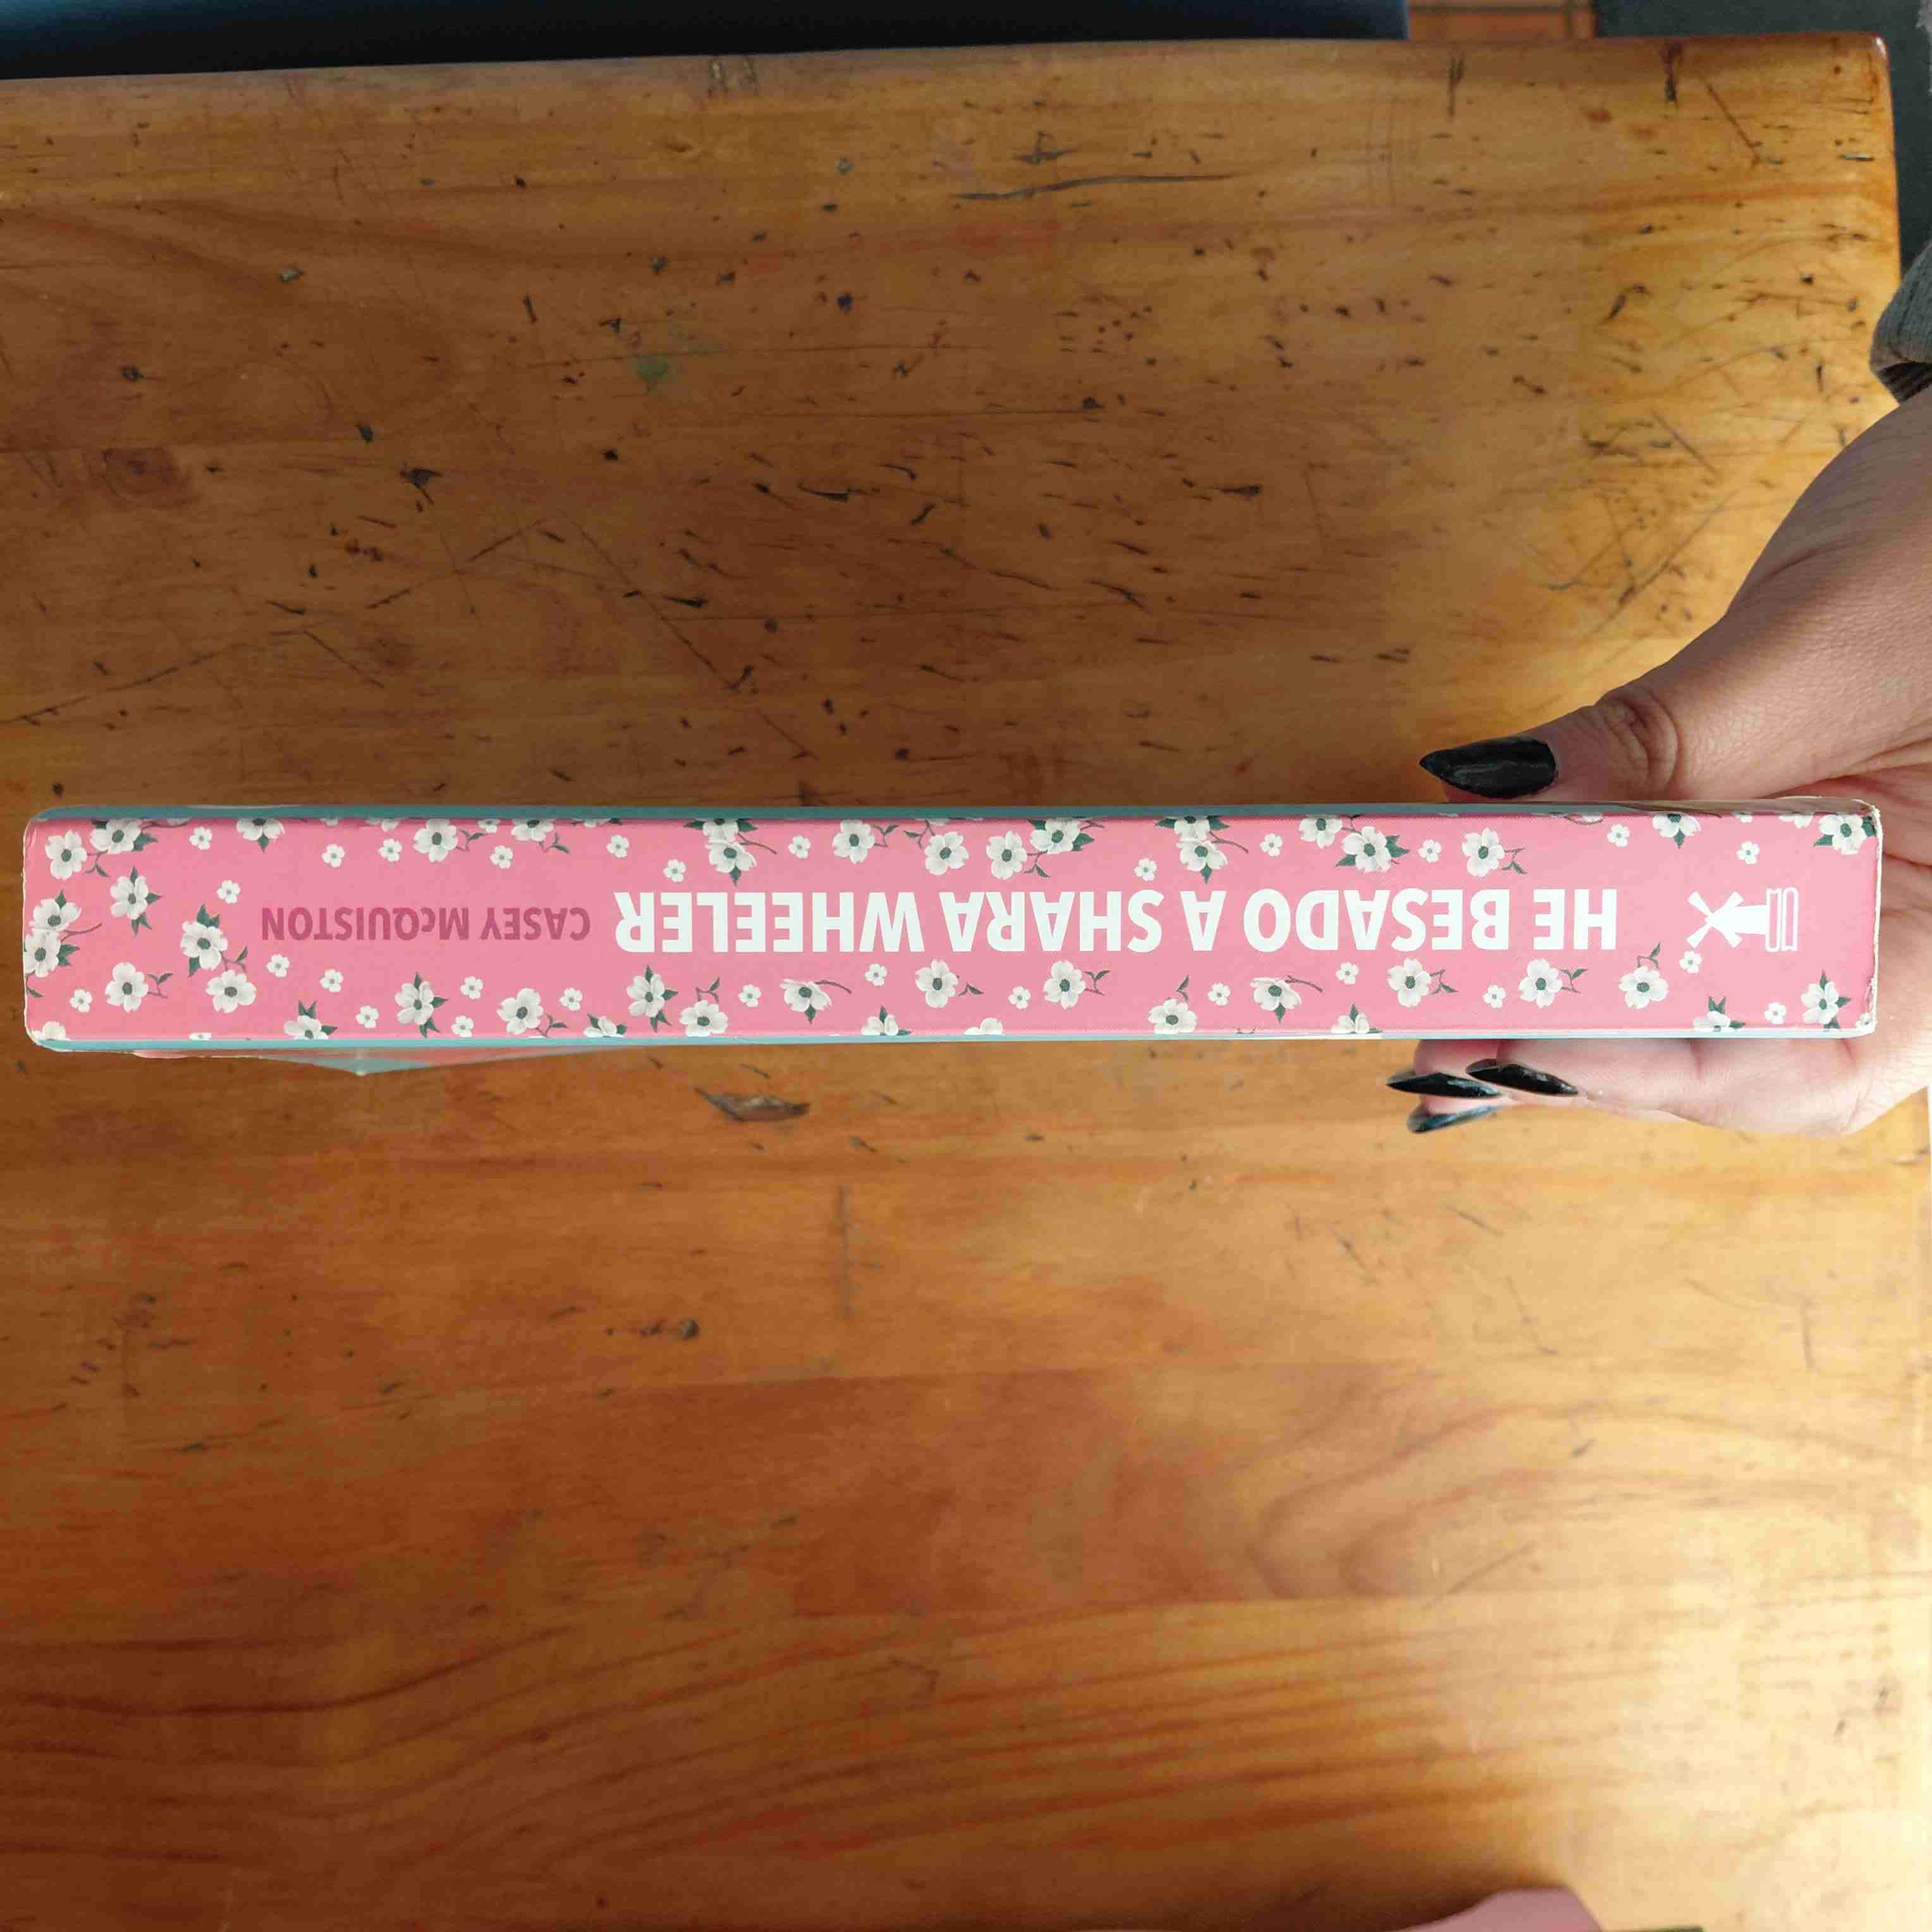 HE BESADO A SHARA WHEELER CASEY McQUISTON